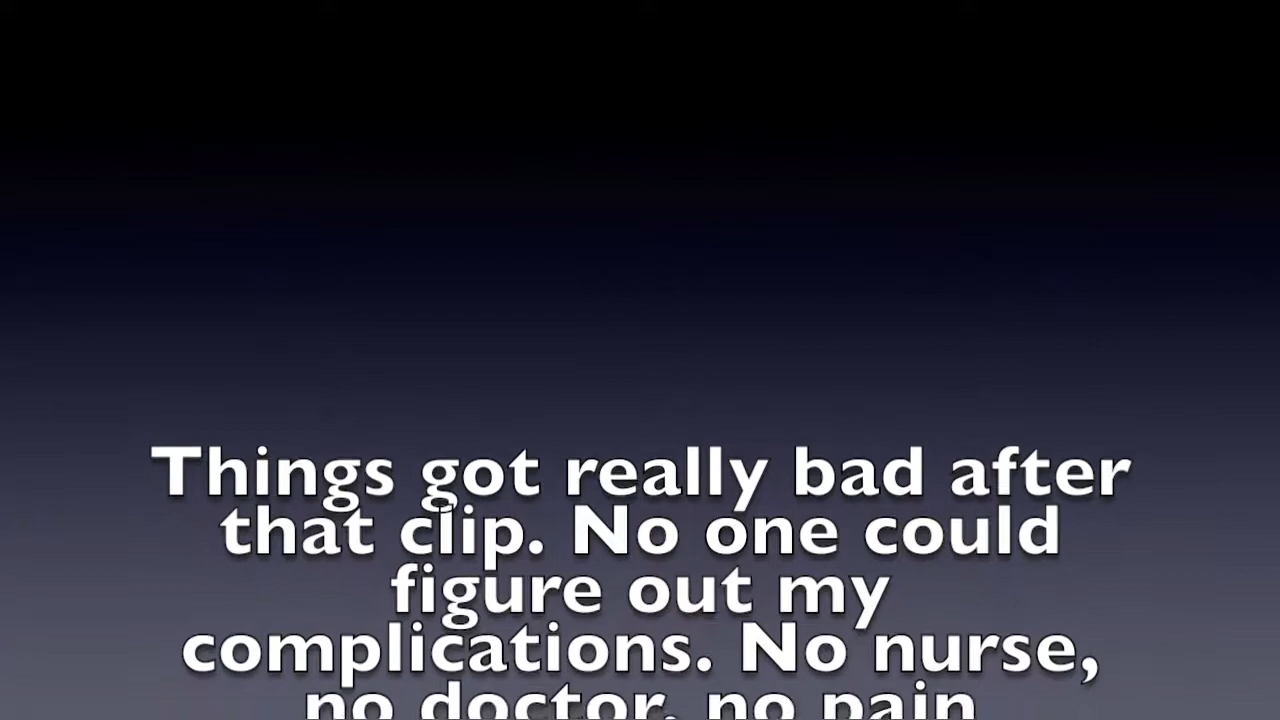 Things got really bad after
that clip. No one could
figure out my
complications. No nurse,
no doctor, no pain